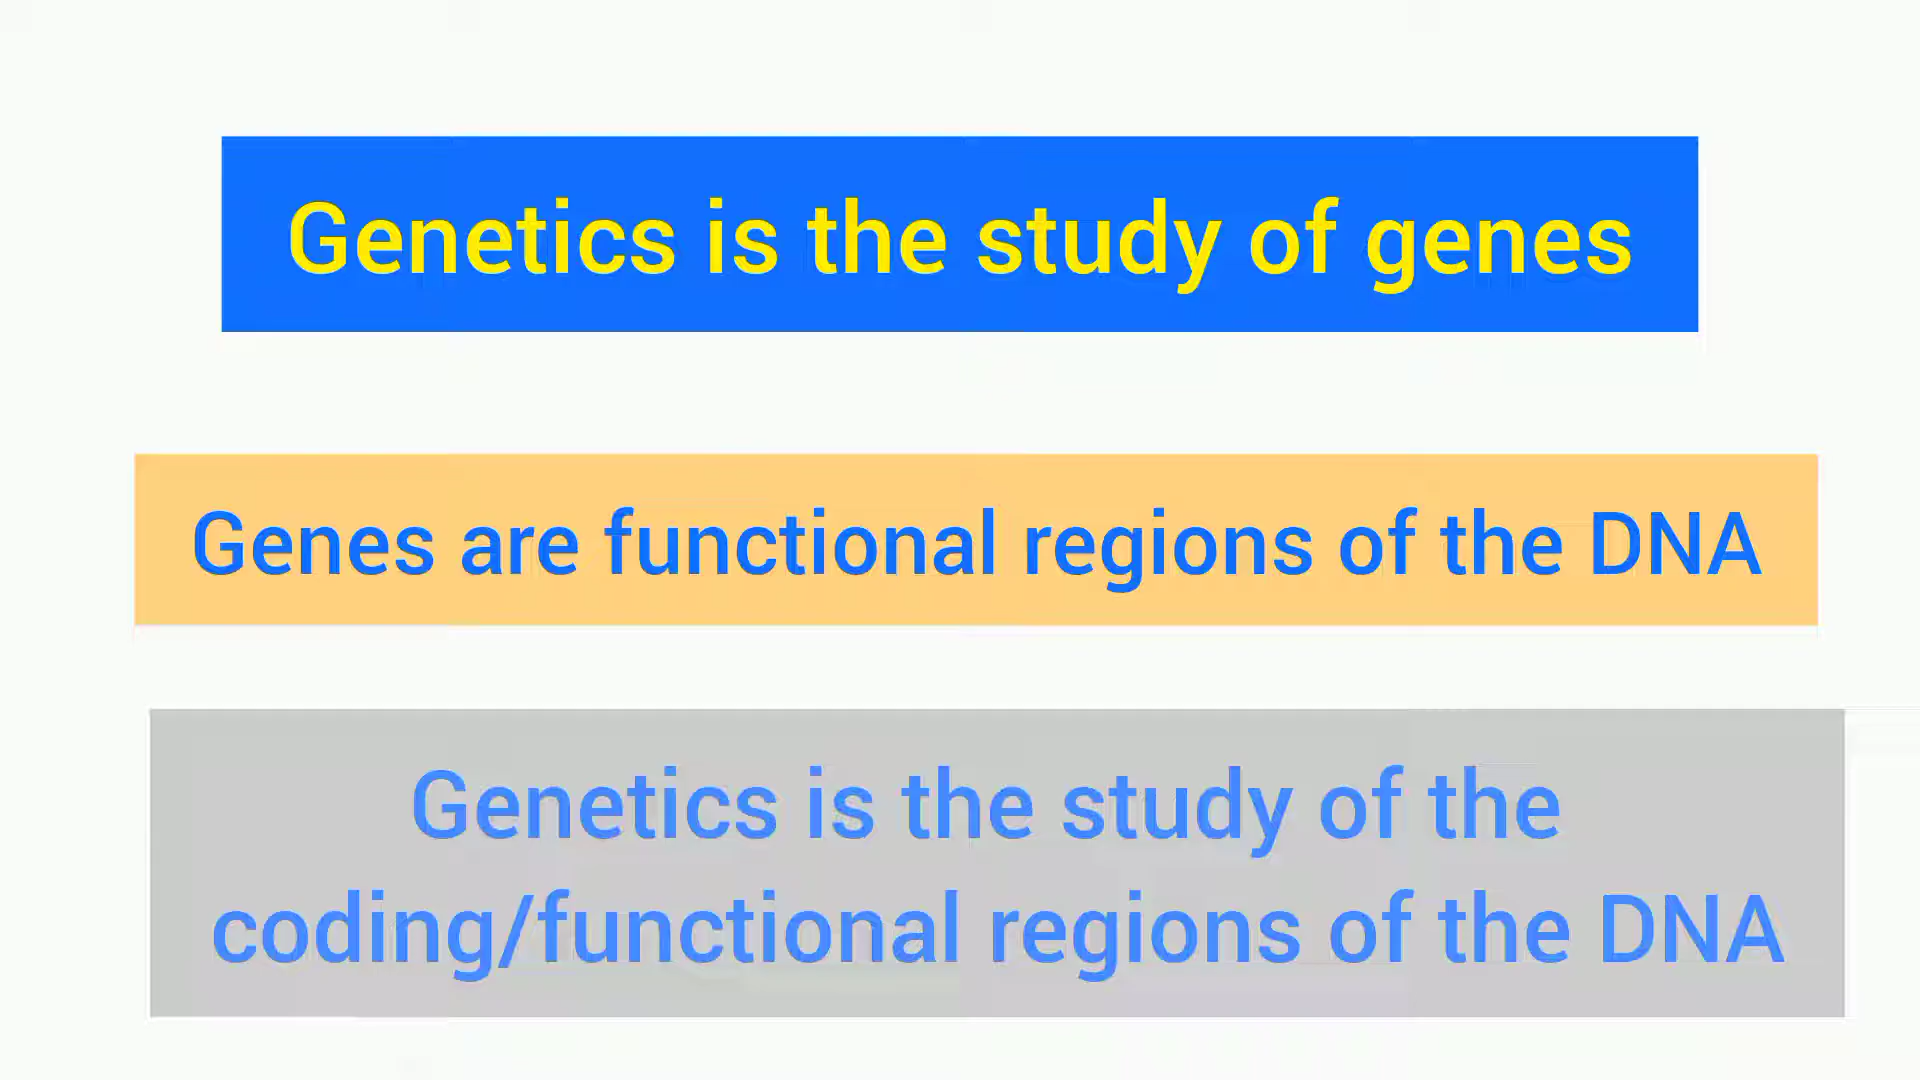 Genetics is the study of genes
Genes are functional regions of the DNA
Genetics is the study of the
coding/functional regions of the DNA